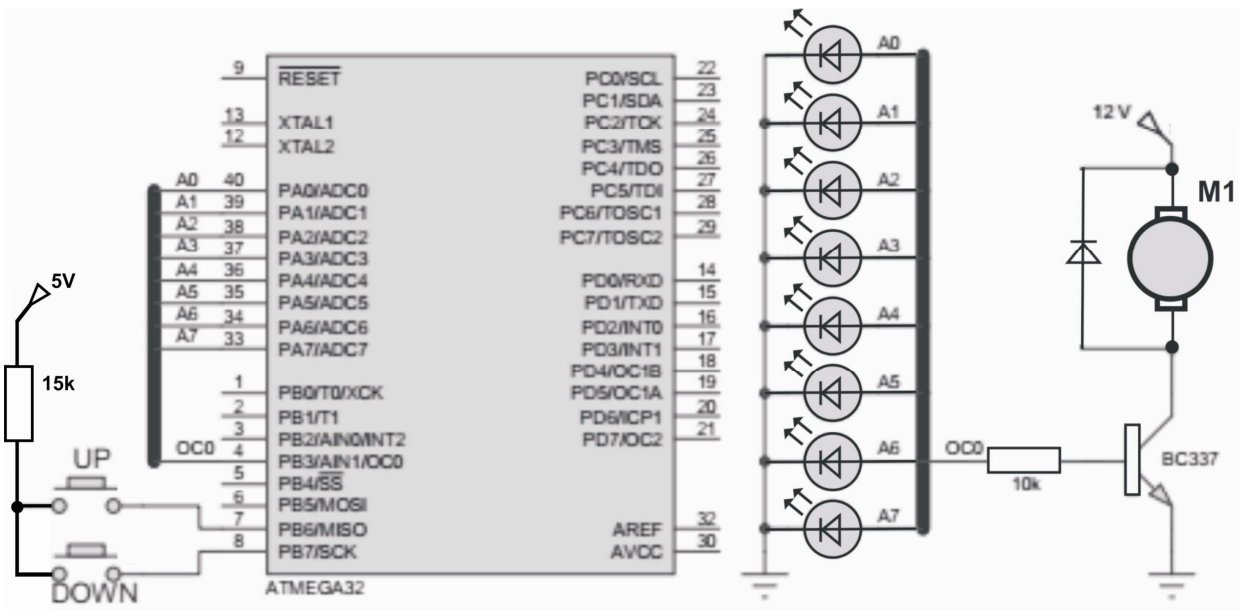 5V
15k
UP
DOWN
A0 40
A1 39
A2 38
A3 37
A4 36
A5 35
A6 34
A7 33
OC0 4
9 RESET
13 XTAL1
12 XTAL2
PA0/ADC0
PA1/ADC1
PA2/ADC2
PA3/ADC3
PA4/ADC4
PA5/ADC5
PA6/ADC6
PA7/ADC7
1 PB0/T0/XCK
2 PB1/T1
3 PB2/AIN0/INT2
PB3/AIN1/OC0
5 PB4/SS
6 PB5/MOSI
7 PB6/MISO
8 PB7/SCK
ATMEGA32
PC0/SCL 22
PC1/SDA 23
PC2/TCK 24
PC3/TMS 25
PC4/TDO 26
PC5/TDI 27
PC6/TOSC1 28
PC7/TOSC2 29
PD0/RXD 14
PD1/TXD 15
PD2/INT0 16
PD3/INT1 17
PD4/OC1B 18
PD5/OC1A 19
PD6/ICP1 20
PD7/OC2 21
AREF 32
AVCC 30
A0
A1
A2
A3
A4
A5
A6
A7
OC0
10k
12 V
M1
BC337